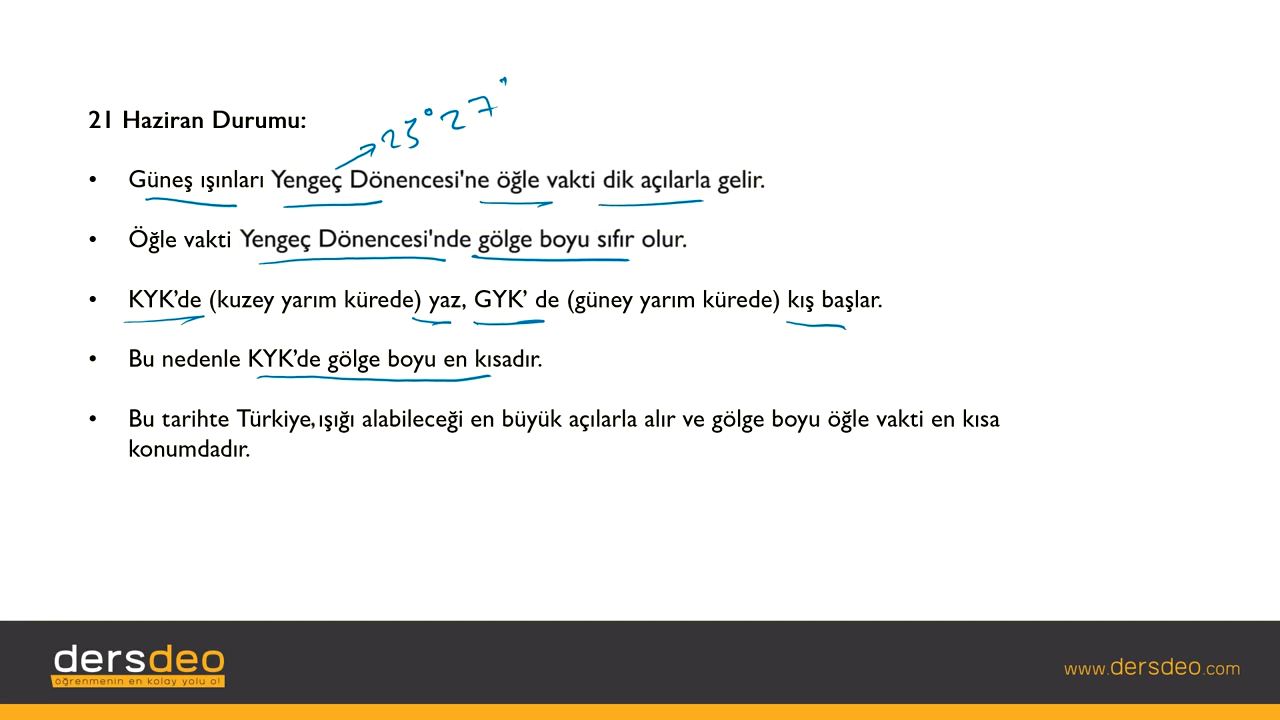 23° 27'
21 Haziran Durumu:
• Güneş ışınları Yengeç Dönencesi'ne öğle vakti dik açılarla gelir.
• Öğle vakti Yengeç Dönencesi'nde gölge boyu sıfır olur.
• KYK’de (kuzey yarım kürede) yaz, GYK’ de (güney yarım kürede) kış başlar.
• Bu nedenle KYK’de gölge boyu en kısadır.
• Bu tarihte Türkiye, ışığı alabileceği en büyük açılarla alır ve gölge boyu öğle vakti en kısa
konumdadır.
dersdeo
öğrenmenin en kolay yolu o!
www.dersdeo.com